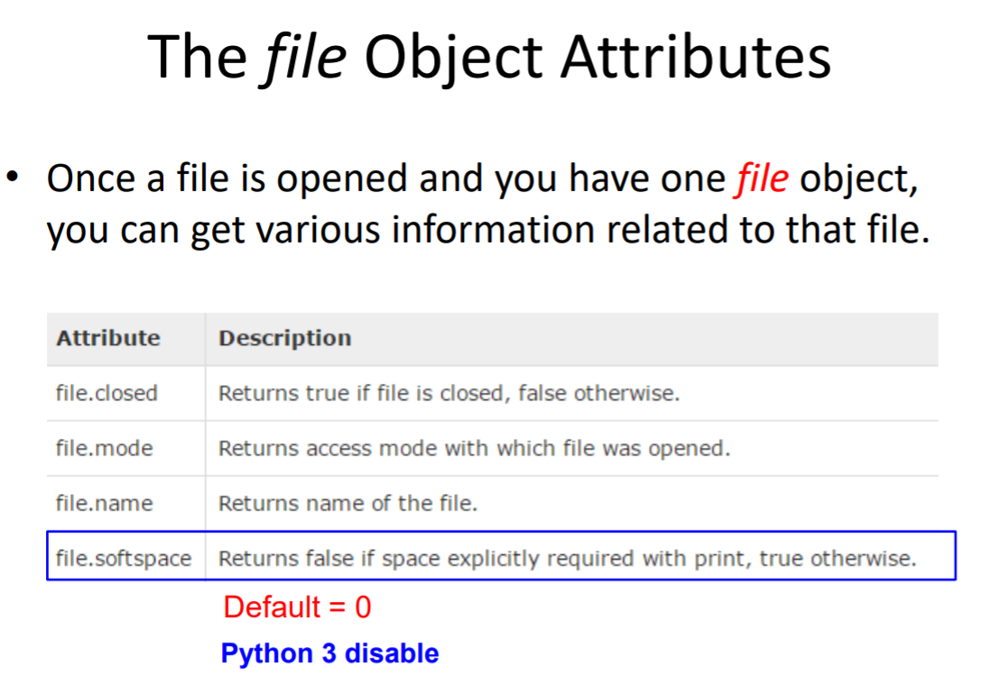 The file Object Attributes
• Once a file is opened and you have one file object,
you can get various information related to that file.
Attribute Description
file.closed Returns true if file is closed, false otherwise.
file.mode Returns access mode with which file was opened.
file.name Returns name of the file.
file.softspace Returns false if space explicitly required with print, true otherwise.
Default = 0
Python 3 disable